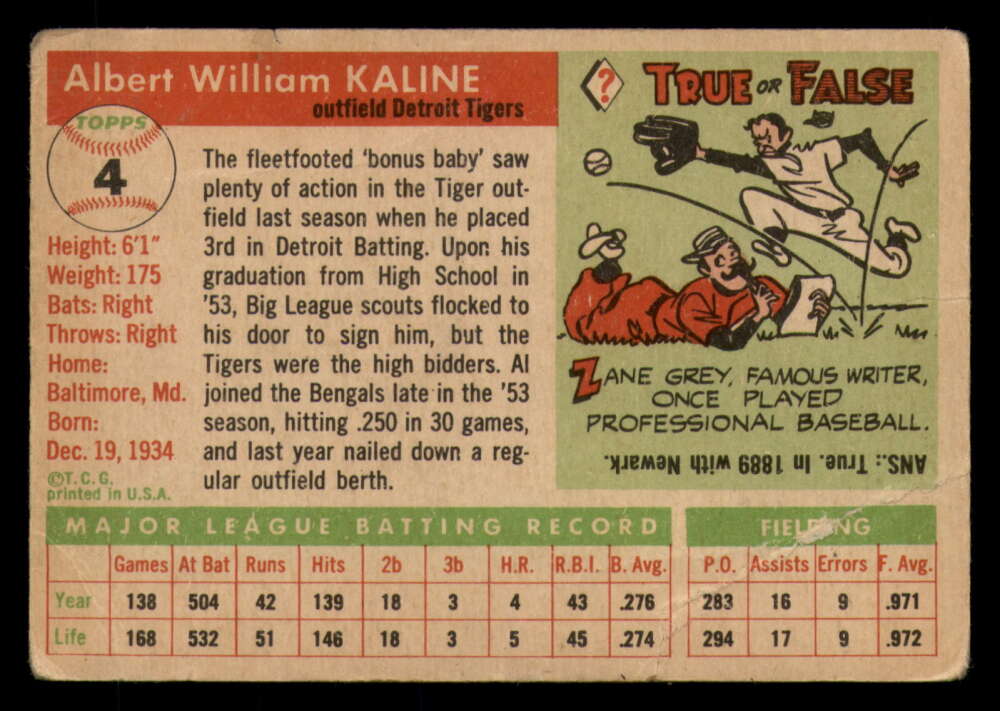 Albert William KALINE
outfield Detroit Tigers
TOPPS
4
Height: 6'1"
Weight: 175
Bats: Right
Throws: Right
Home:
Baltimore, Md.
Born:
Dec. 19, 1934
©T.C.G.
printed in U.S.A.
The fleetfooted 'bonus baby' saw
plenty of action in the Tiger out-
field last season when he placed
3rd in Detroit Batting. Upon his
graduation from High School in
'53, Big League scouts flocked to
his door to sign him, but the
Tigers were the high bidders. Al
joined the Bengals late in the '53
season, hitting .250 in 30 games,
and last year nailed down a reg-
ular outfield berth.
? TRUE OR FALSE
ZANE GREY, FAMOUS WRITER,
ONCE PLAYED
PROFESSIONAL BASEBALL.
ANS.: True. In 1889 with Newark.
MAJOR LEAGUE BATTING RECORD FIELDING
Games At Bat Runs Hits 2b 3b H.R. R.B.I. B. Avg. P.O. Assists Errors F. Avg.
Year 138 504 42 139 18 3 4 43 .276 283 16 9 .971
Life 168 532 51 146 18 3 5 45 .274 294 17 9 .972